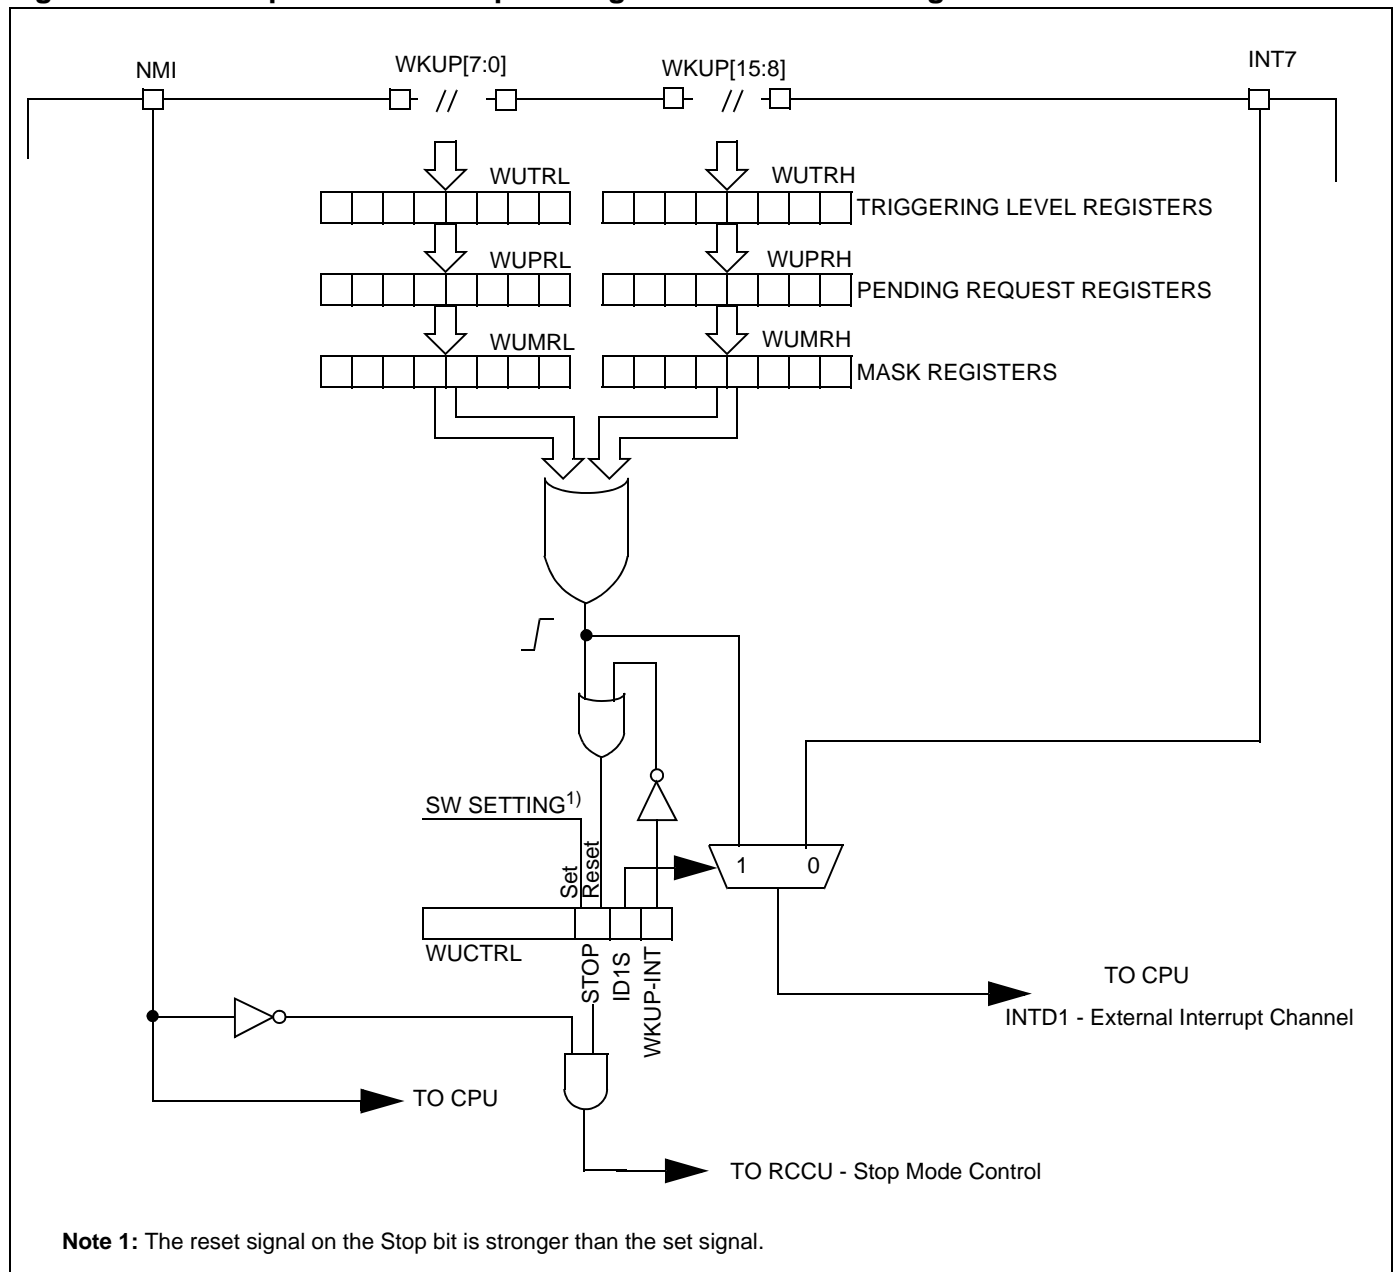 NMI
WKUP[7:0]
WKUP[15:8]
INT7
//
//
WUTRL
WUTRH
TRIGGERING LEVEL REGISTERS
WUPRL
WUPRH
PENDING REQUEST REGISTERS
WUMRL
WUMRH
MASK REGISTERS
SW SETTING1)
Set
Reset
1
0
WUCTRL
STOP
ID1S
WKUP-INT
TO CPU
INTD1 - External Interrupt Channel
TO CPU
TO RCCU - Stop Mode Control
Note 1: The reset signal on the Stop bit is stronger than the set signal.